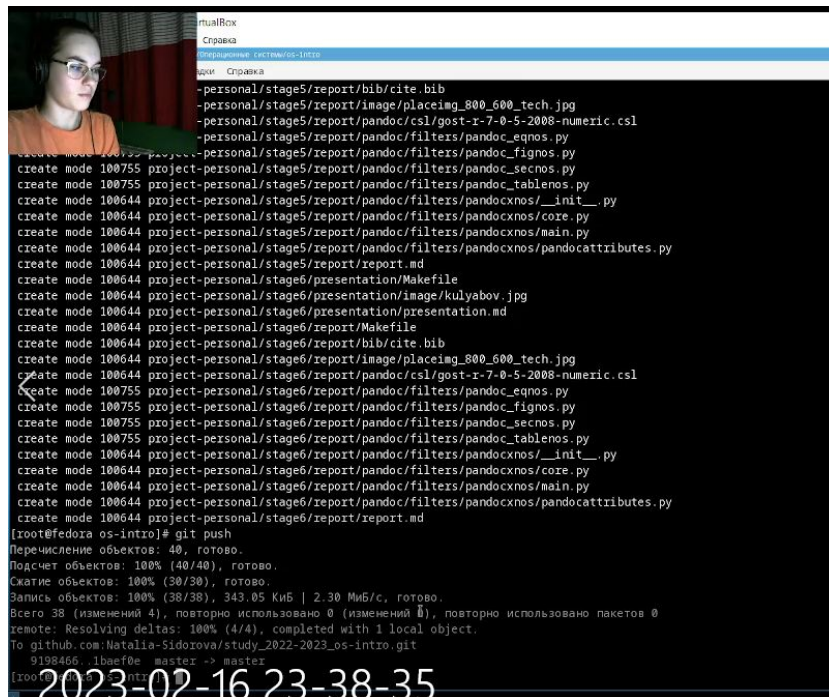 rtualBox
Справка
/Операционные системы/os-intro
адки Справка
-personal/stage5/report/bib/cite.bib
-personal/stage5/report/image/placeimg_800_600_tech.jpg
-personal/stage5/report/pandoc/csl/gost-r-7-0-5-2008-numeric.csl
-personal/stage5/report/pandoc/filters/pandoc_eqnos.py
create mode 100755 project-personal/stage5/report/pandoc/filters/pandoc_fignos.py
create mode 100755 project-personal/stage5/report/pandoc/filters/pandoc_secnos.py
create mode 100755 project-personal/stage5/report/pandoc/filters/pandoc_tablenos.py
create mode 100644 project-personal/stage5/report/pandoc/filters/pandocxnos/__init__.py
create mode 100644 project-personal/stage5/report/pandoc/filters/pandocxnos/core.py
create mode 100644 project-personal/stage5/report/pandoc/filters/pandocxnos/main.py
create mode 100644 project-personal/stage5/report/pandoc/filters/pandocxnos/pandocattributes.py
create mode 100644 project-personal/stage5/report/report.md
create mode 100644 project-personal/stage6/presentation/Makefile
create mode 100644 project-personal/stage6/presentation/image/kulyabov.jpg
create mode 100644 project-personal/stage6/presentation/presentation.md
create mode 100644 project-personal/stage6/report/Makefile
create mode 100644 project-personal/stage6/report/bib/cite.bib
create mode 100644 project-personal/stage6/report/image/placeimg_800_600_tech.jpg
create mode 100644 project-personal/stage6/report/pandoc/csl/gost-r-7-0-5-2008-numeric.csl
create mode 100755 project-personal/stage6/report/pandoc/filters/pandoc_eqnos.py
create mode 100755 project-personal/stage6/report/pandoc/filters/pandoc_fignos.py
create mode 100755 project-personal/stage6/report/pandoc/filters/pandoc_secnos.py
create mode 100755 project-personal/stage6/report/pandoc/filters/pandoc_tablenos.py
create mode 100644 project-personal/stage6/report/pandoc/filters/pandocxnos/__init__.py
create mode 100644 project-personal/stage6/report/pandoc/filters/pandocxnos/core.py
create mode 100644 project-personal/stage6/report/pandoc/filters/pandocxnos/main.py
create mode 100644 project-personal/stage6/report/pandoc/filters/pandocxnos/pandocattributes.py
create mode 100644 project-personal/stage6/report/report.md
[root@fedora os-intro]# git push
Перечисление объектов: 40, готово.
Подсчет объектов: 100% (40/40), готово.
Сжатие объектов: 100% (30/30), готово.
Запись объектов: 100% (38/38), 343.05 КиБ | 2.30 МиБ/с, готово.
Всего 38 (изменений 4), повторно использовано 0 (изменений 0), повторно использовано пакетов 0
remote: Resolving deltas: 100% (4/4), completed with 1 local object.
To github.com:Natalia-Sidorova/study_2022-2023_os-intro.git
9198466..1baef0e master -> master
2023-02-16 23-38-35